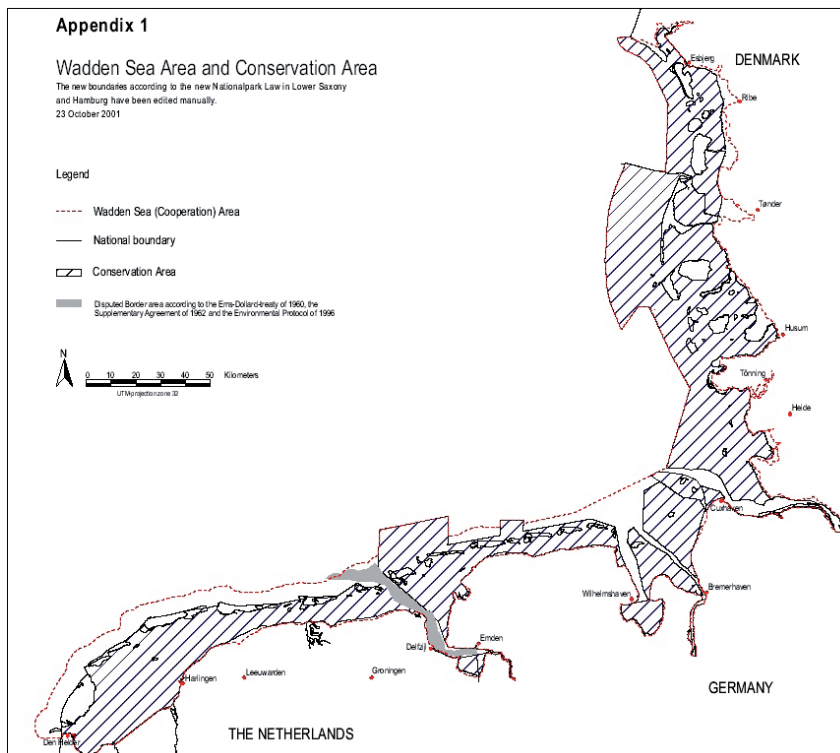 Appendix 1
Wadden Sea Area and Conservation Area
The new boundaries according to the new Nationalpark Law in Lower Saxony
and Hamburg have been edited manually.
23 October 2001
Legend
Wadden Sea (Cooperation) Area
National boundary
Conservation Area
Disputed Border area according to the Ems-Dollard-treaty of 1960, the
Supplementary Agreement of 1962 and the Environmental Protocol of 1996
N
0 10 20 30 40 50 Kilometers
UTM-projection zone 32
DENMARK
Esbjerg
Ribe
Tønder
Husum
Tönning
Heide
Cuxhaven
Bremerhaven
Wilhelmshaven
Emden
Delfzijl
Groningen
Leeuwarden
Harlingen
Den Helder
GERMANY
THE NETHERLANDS